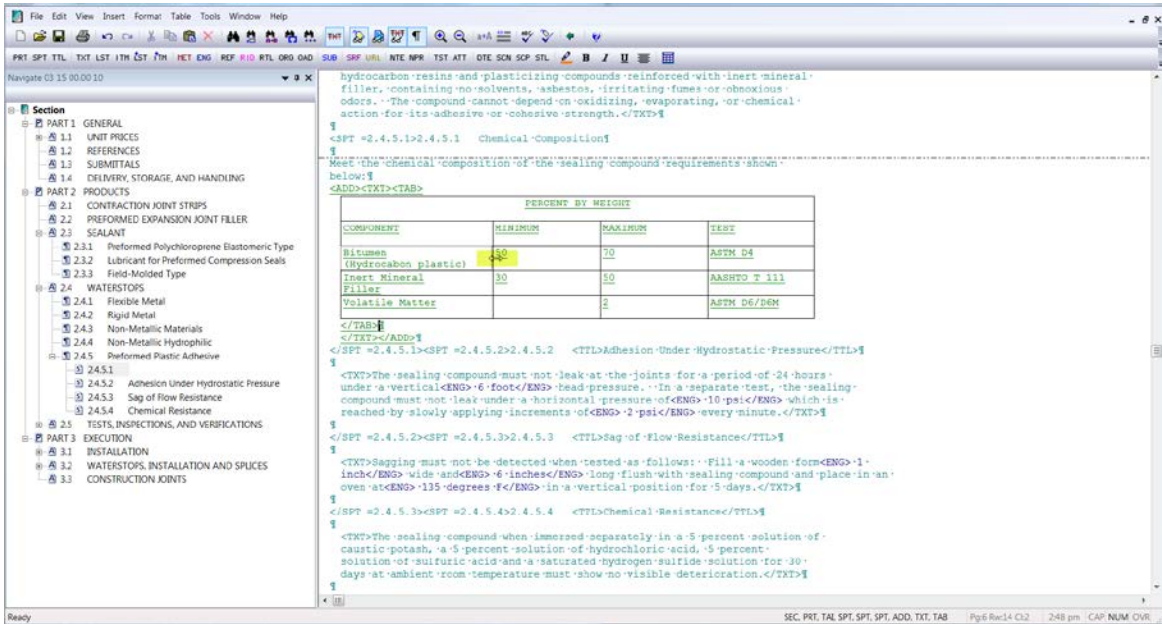 File Edit View Insert Format Table Tools Window Help
PRT SPT TTL TXT LST ITM LST ITM MET ENG REF RID RTL ORG OAD SUB SRF URL NTE NPR TST ATT DTE SCN SCP STL B I U
Navigate 03 15 00.00 10
Section
PART 1 GENERAL
1.1 UNIT PRICES
1.2 REFERENCES
1.3 SUBMITTALS
1.4 DELIVERY, STORAGE, AND HANDLING
PART 2 PRODUCTS
2.1 CONTRACTION JOINT STRIPS
2.2 PREFORMED EXPANSION JOINT FILLER
2.3 SEALANT
2.3.1 Preformed Polychloroprene Elastomeric Type
2.3.2 Lubricant for Preformed Compression Seals
2.3.3 Field-Molded Type
2.4 WATERSTOPS
2.4.1 Flexible Metal
2.4.2 Rigid Metal
2.4.3 Non-Metallic Materials
2.4.4 Non-Metallic Hydrophilic
2.4.5 Preformed Plastic Adhesive
2.4.5.1
2.4.5.2 Adhesion Under Hydrostatic Pressure
2.4.5.3 Sag of Flow Resistance
2.4.5.4 Chemical Resistance
2.5 TESTS, INSPECTIONS, AND VERIFICATIONS
PART 3 EXECUTION
3.1 INSTALLATION
3.2 WATERSTOPS, INSTALLATION AND SPLICES
3.3 CONSTRUCTION JOINTS
hydrocarbon·resins·and·plasticizing·compounds·reinforced·with·inert·mineral·
filler,·containing·no·solvents,·asbestos,·irritating·fumes·or·obnoxious·
odors.··The·compound·cannot·depend·on·oxidizing,·evaporating,·or·chemical·
action·for·its·adhesive·or·cohesive·strength.</TXT>¶
¶
<SPT =2.4.5.1>2.4.5.1 Chemical·Composition¶
¶
Meet·the·chemical·composition·of·the·sealing·compound·requirements·shown·
below:¶
<ADD><TXT><TAB>
PERCENT BY WEIGHT
COMPONENT MINIMUM MAXIMUM TEST
Bitumen 50 70 ASTM D4
(Hydrocabon plastic)
Inert Mineral 30 50 AASHTO T 111
Filler
Volatile Matter 2 ASTM D6/D6M
</TAB>¶
</TXT></ADD>¶
</SPT =2.4.5.1><SPT =2.4.5.2>2.4.5.2 <TTL>Adhesion·Under·Hydrostatic·Pressure</TTL>¶
¶
<TXT>The·sealing·compound·must·not·leak·at·the·joints·for·a·period·of·24·hours·
under·a·vertical<ENG>·6·foot</ENG>·head·pressure.··In·a·separate·test,·the·sealing·
compound·must·not·leak·under·a·horizontal·pressure·of<ENG>·10·psi</ENG>·which·is·
reached·by·slowly·applying·increments·of<ENG>·2·psi</ENG>·every·minute.</TXT>¶
¶
</SPT =2.4.5.2><SPT =2.4.5.3>2.4.5.3 <TTL>Sag·of·Flow·Resistance</TTL>¶
¶
<TXT>Sagging·must·not·be·detected·when·tested·as·follows:··Fill·a·wooden·form<ENG>·1·
inch</ENG>·wide·and<ENG>·6·inches</ENG>·long·flush·with·sealing·compound·and·place·in·an·
oven·at<ENG>·135·degrees·F</ENG>·in·a·vertical·position·for·5·days.</TXT>¶
¶
</SPT =2.4.5.3><SPT =2.4.5.4>2.4.5.4 <TTL>Chemical·Resistance</TTL>¶
¶
<TXT>The·sealing·compound·when·immersed·separately·in·a·5·percent·solution·of·
caustic·potash,·a·5·percent·solution·of·hydrochloric·acid,·5·percent·
solution·of·sulfuric·acid·and·a·saturated·hydrogen·sulfide·solution·for·30·
days·at·ambient·room·temperature·must·show·no·visible·deterioration.</TXT>¶
¶
Ready SEC, PRT, TAI, SPT, SPT, SPT, ADD, TXT, TAB Pg:6 Rw:14 Cl:2 2:48 pm CAP NUM OVR